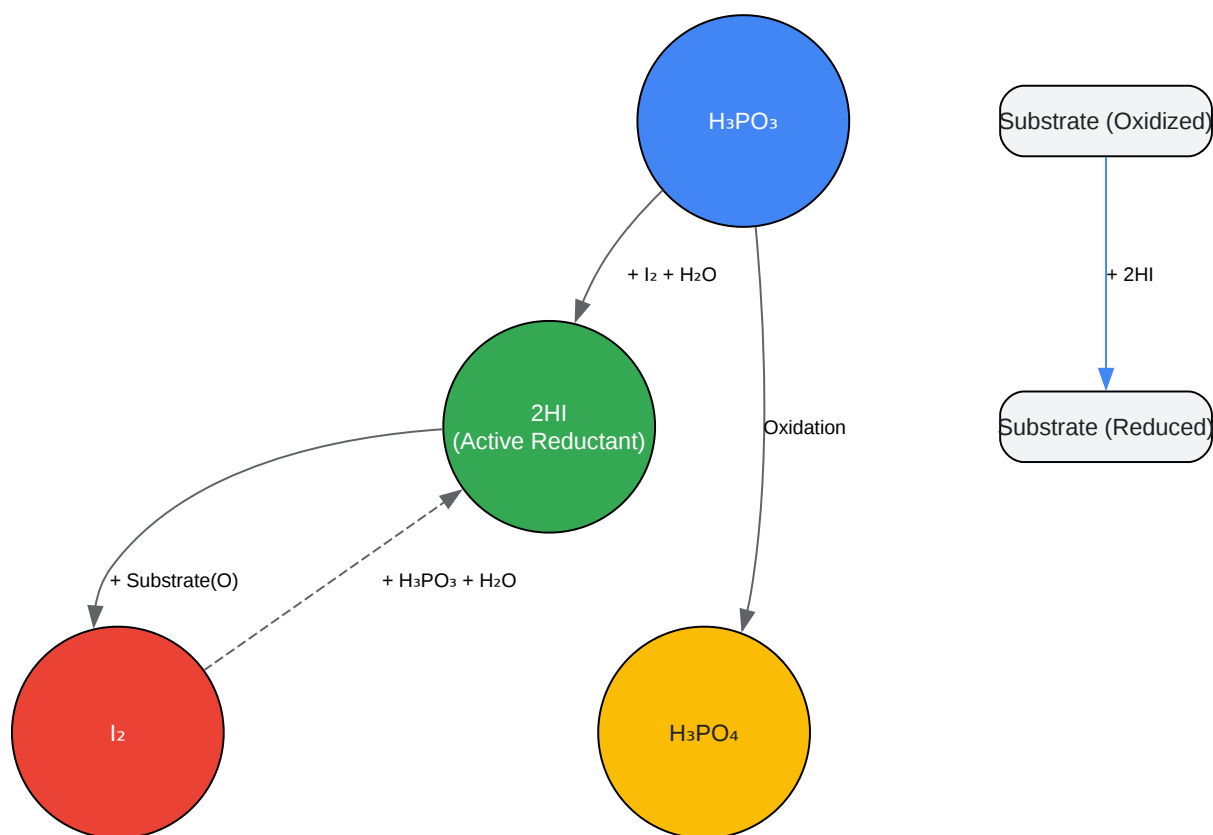 H₃PO₃
Substrate (Oxidized)
+ I₂ + H₂O
+ 2HI
2HI
(Active Reductant)
Oxidation
Substrate (Reduced)
+ Substrate(O)
+ H₃PO₃ + H₂O
I₂
H₃PO₄